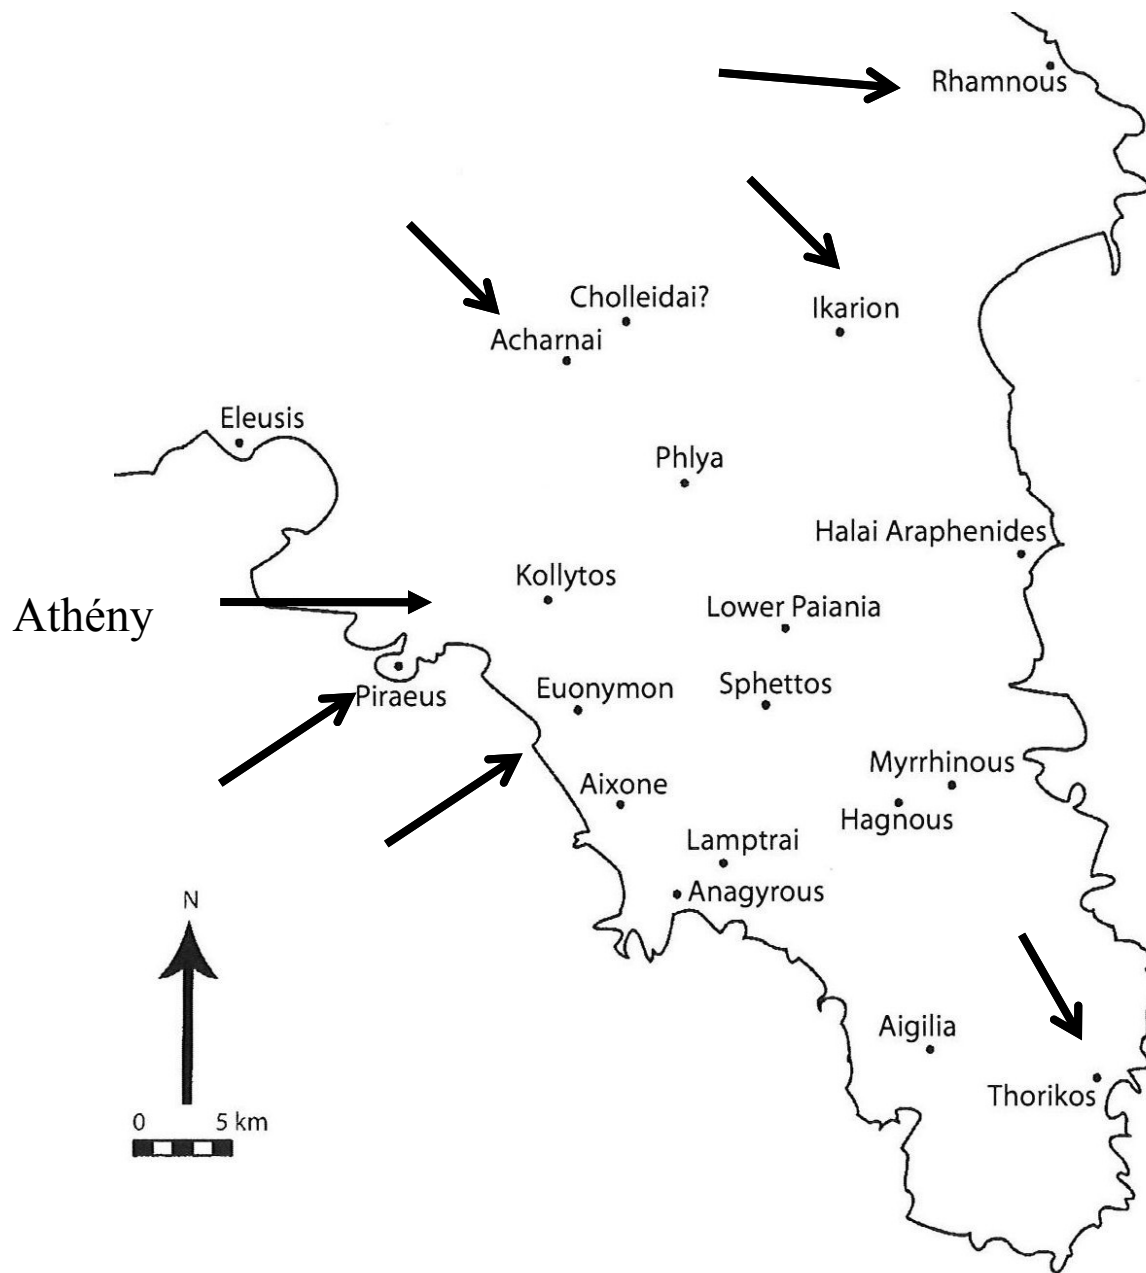 Rhamnous
Cholleidai?
Ikarion
Acharnai
Eleusis
Phlya
Halai Araphenides
Kollytos
Athény
Lower Paiania
Piraeus
Euonymon
Sphettos
Myrrhinous
Aixone
Hagnous
Lamptrai
Anagyrous
N
Aigilia
Thorikos
0 5 km